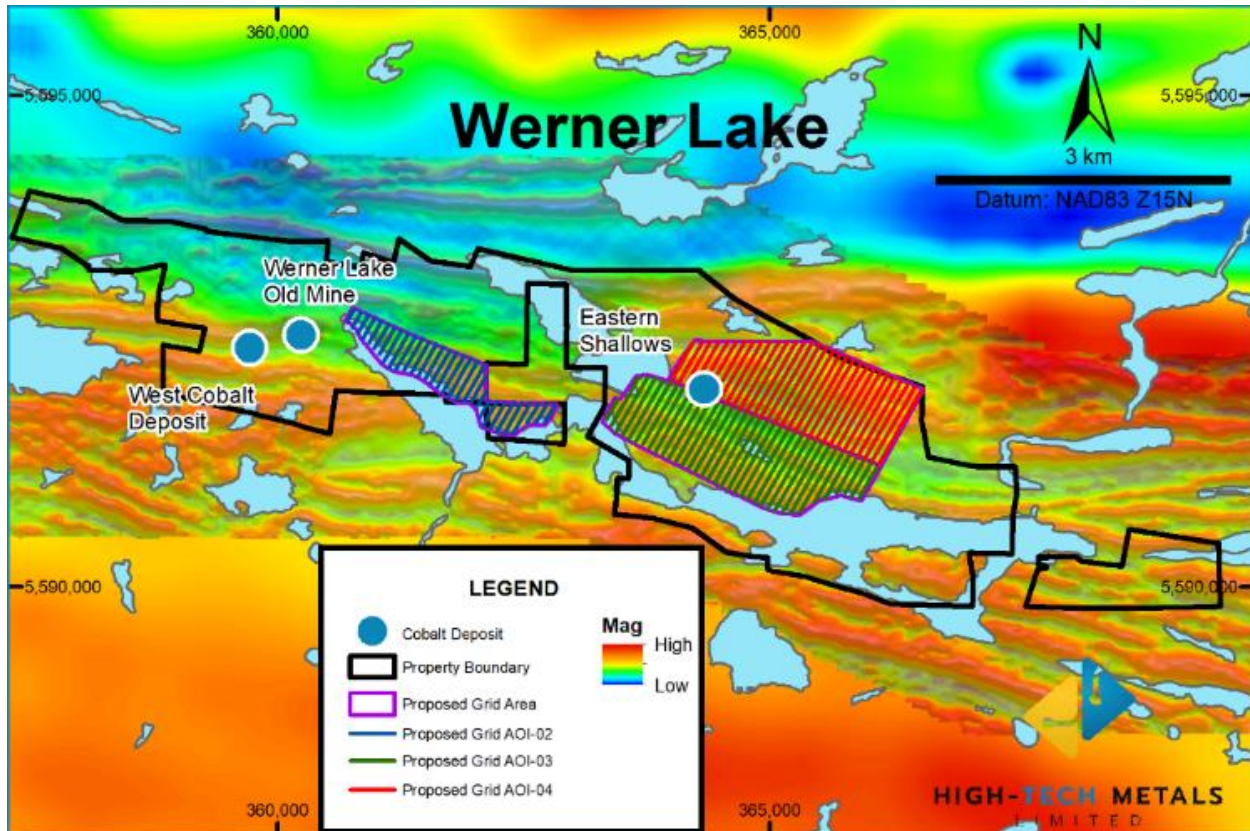 360,000
365,000
N
5,595,000
5,595,000
Werner Lake
3 km
Datum: NAD83 Z15N
Werner Lake
Old Mine
Eastern
Shallows
West Cobalt
Deposit
5,590,000
5,590,000
LEGEND
Cobalt Deposit
Property Boundary
Proposed Grid Area
Proposed Grid AOI-02
Proposed Grid AOI-03
Proposed Grid AOI-04
Mag
High
Low
360,000
365,000
HIGH-TECH METALS
LIMITED